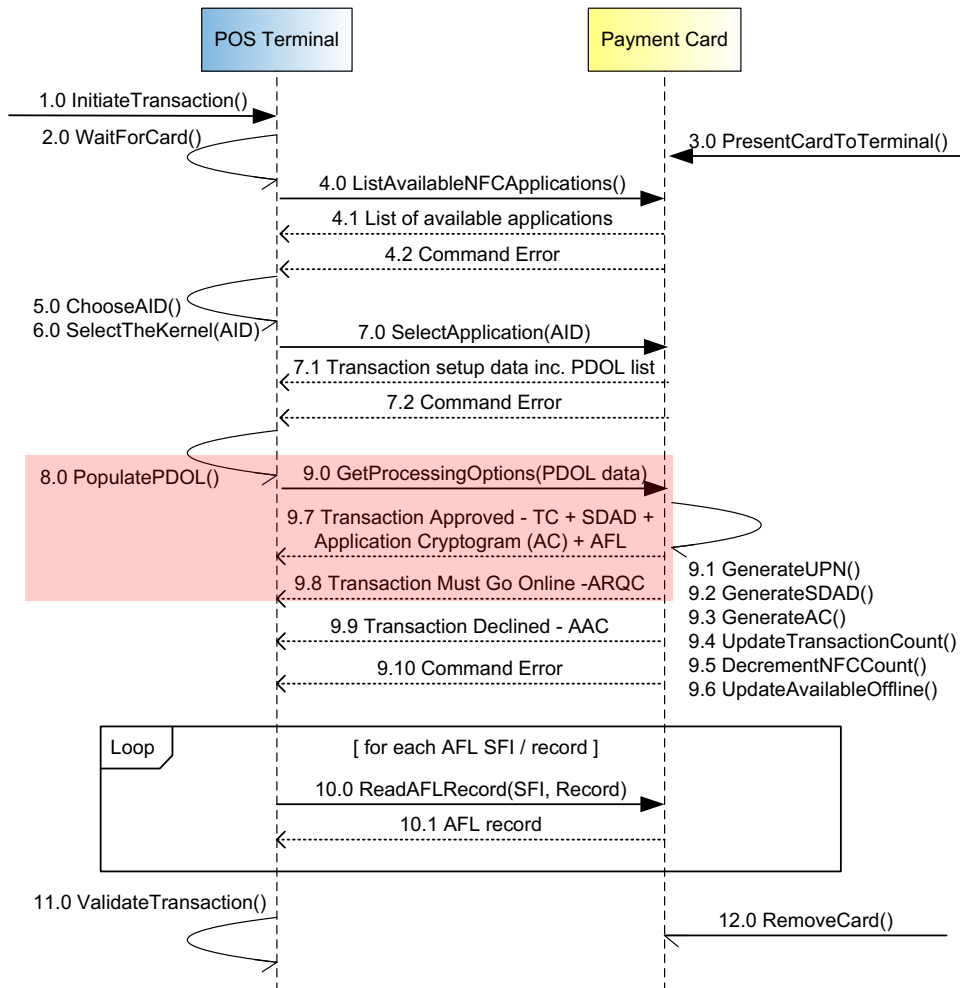 POS Terminal
Payment Card
1.0 InitiateTransaction()
2.0 WaitForCard()
3.0 PresentCardToTerminal()
4.0 ListAvailableNFCApplications()
4.1 List of available applications
4.2 Command Error
5.0 ChooseAID()
6.0 SelectTheKernel(AID)
7.0 SelectApplication(AID)
7.1 Transaction setup data inc. PDOL list
7.2 Command Error
8.0 PopulatePDOL()
9.0 GetProcessingOptions(PDOL data)
9.7 Transaction Approved - TC + SDAD +
Application Cryptogram (AC) + AFL
9.8 Transaction Must Go Online -ARQC
9.9 Transaction Declined - AAC
9.10 Command Error
9.1 GenerateUPN()
9.2 GenerateSDAD()
9.3 GenerateAC()
9.4 UpdateTransactionCount()
9.5 DecrementNFCCount()
9.6 UpdateAvailableOffline()
Loop
[ for each AFL SFI / record ]
10.0 ReadAFLRecord(SFI, Record)
10.1 AFL record
11.0 ValidateTransaction()
12.0 RemoveCard()